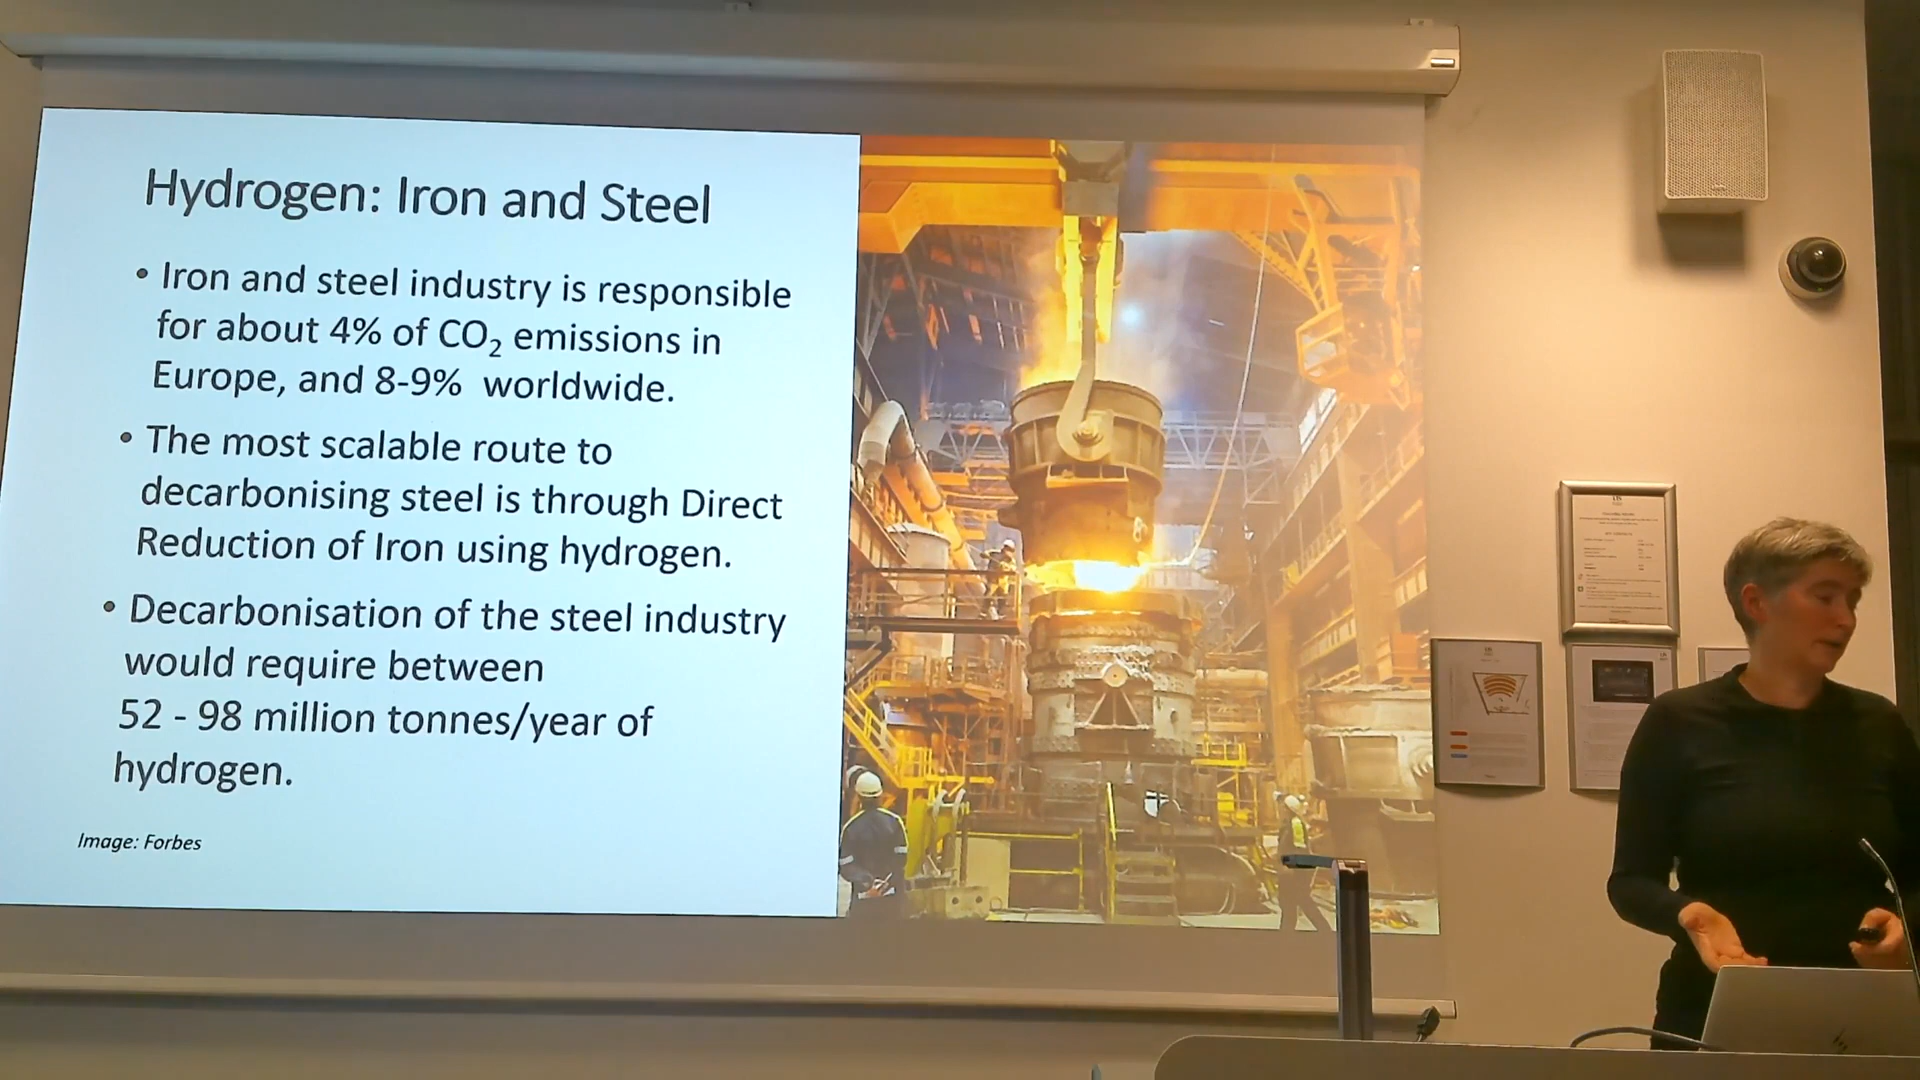 Hydrogen: Iron and Steel
• Iron and steel industry is responsible
for about 4% of CO₂ emissions in
Europe, and 8-9% worldwide.
• The most scalable route to
decarbonising steel is through Direct
Reduction of Iron using hydrogen.
• Decarbonisation of the steel industry
would require between
52 - 98 million tonnes/year of
hydrogen.
Image: Forbes